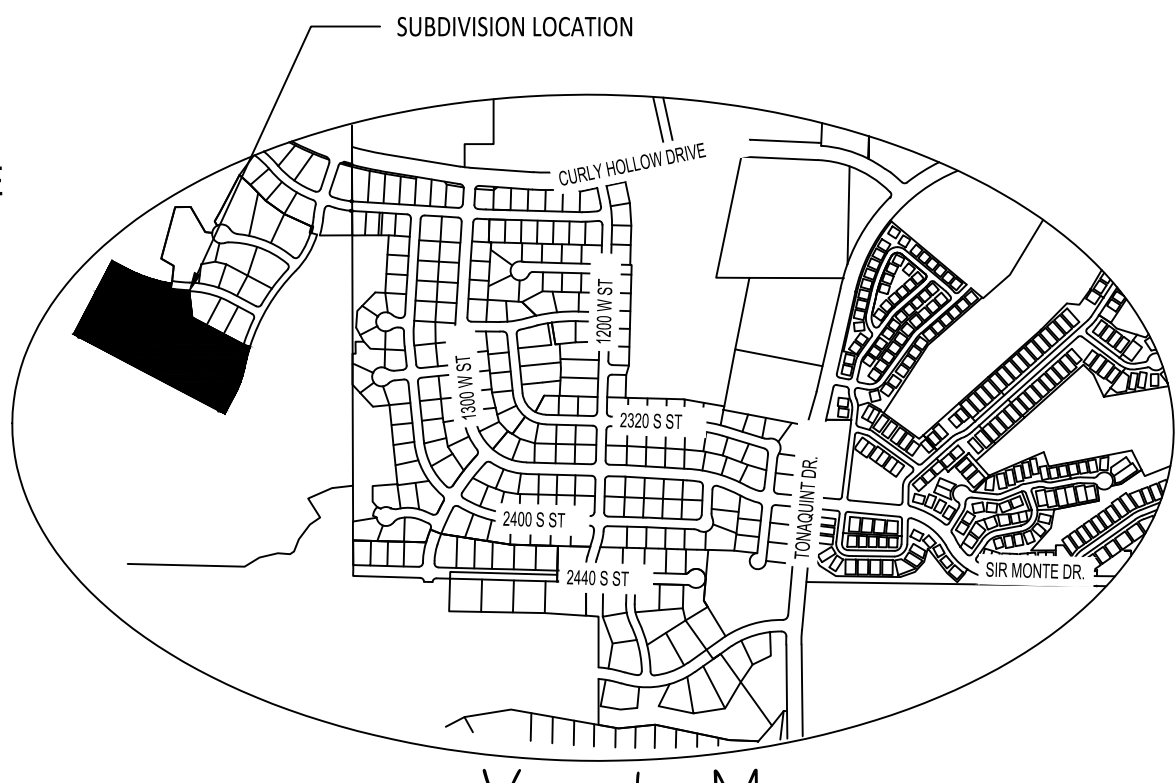 SUBDIVISION LOCATION
CURLY HOLLOW DRIVE
1200 W ST
1300 W ST
2320 S ST
TONAQUINT DR.
2400 S ST
SIR MONTE DR.
2440 S ST